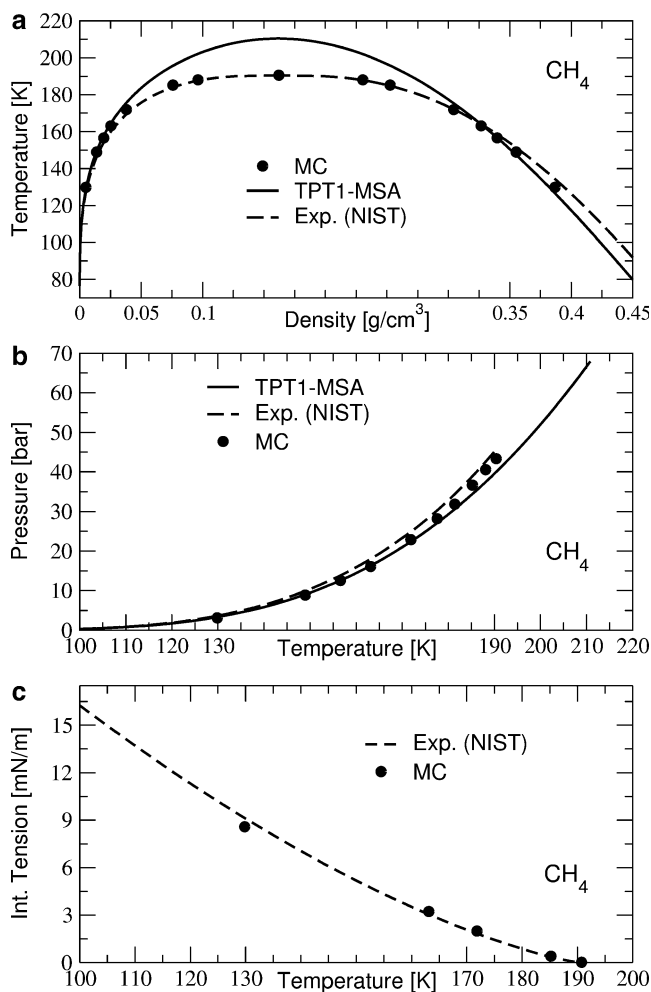 a
220
200
180
160
140
120
100
80
Temperature [K]
CH4
MC
TPT1-MSA
Exp. (NIST)
0 0.05 0.1 0.35 0.4 0.45
Density [g/cm3]
b
70
60
50
40
30
20
10
0
Pressure [bar]
TPT1-MSA
Exp. (NIST)
MC
CH4
100 110 120 130 190 200 210 220
Temperature [K]
c
15
12
9
6
3
0
Int. Tension [mN/m]
Exp. (NIST)
MC
CH4
100 130 170 180 190 200
Temperature [K]